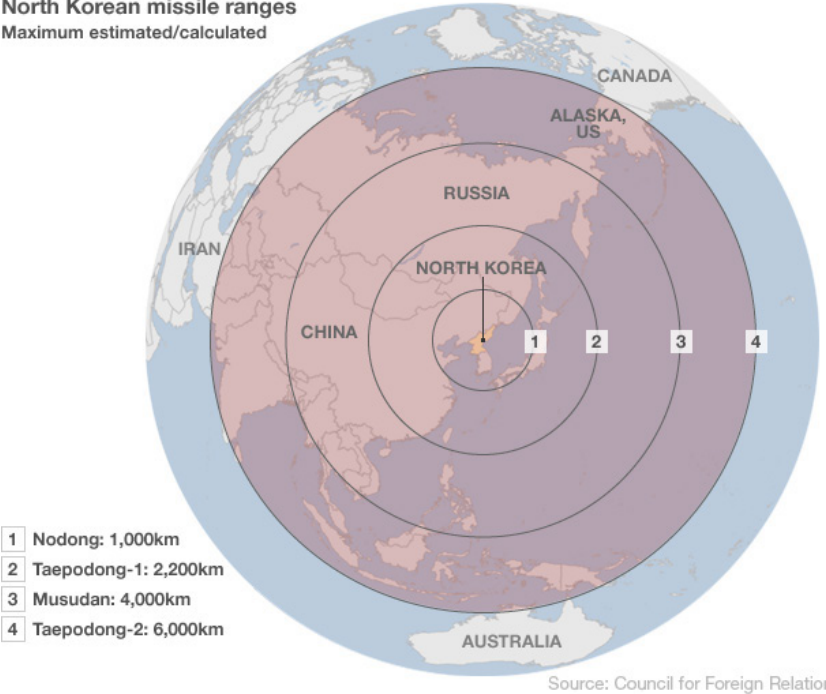 North Korean missile ranges
Maximum estimated/calculated
CANADA
ALASKA,
US
RUSSIA
IRAN
NORTH KOREA
CHINA
1
2
3
4
1 Nodong: 1,000km
2 Taepodong-1: 2,200km
3 Musudan: 4,000km
4 Taepodong-2: 6,000km
AUSTRALIA
Source: Council for Foreign Relation